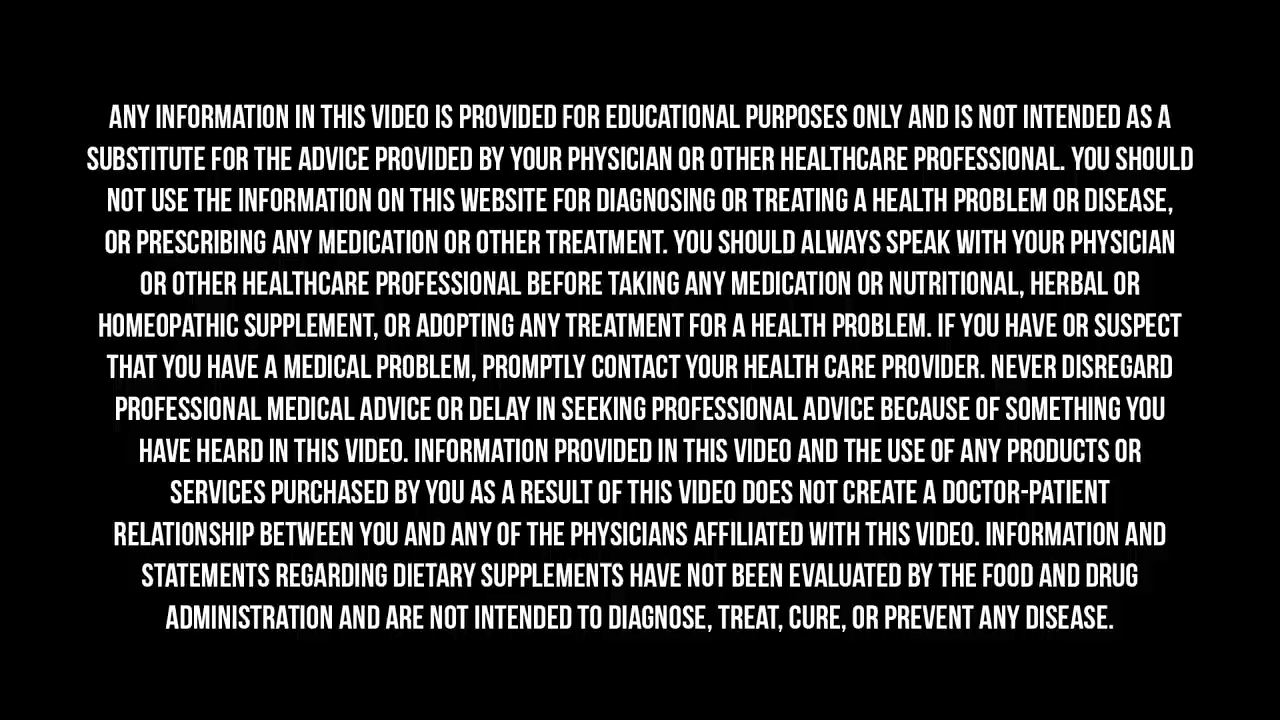 ANY INFORMATION IN THIS VIDEO IS PROVIDED FOR EDUCATIONAL PURPOSES ONLY AND IS NOT INTENDED AS A
SUBSTITUTE FOR THE ADVICE PROVIDED BY YOUR PHYSICIAN OR OTHER HEALTHCARE PROFESSIONAL. YOU SHOULD
NOT USE THE INFORMATION ON THIS WEBSITE FOR DIAGNOSING OR TREATING A HEALTH PROBLEM OR DISEASE,
OR PRESCRIBING ANY MEDICATION OR OTHER TREATMENT. YOU SHOULD ALWAYS SPEAK WITH YOUR PHYSICIAN
OR OTHER HEALTHCARE PROFESSIONAL BEFORE TAKING ANY MEDICATION OR NUTRITIONAL, HERBAL OR
HOMEOPATHIC SUPPLEMENT, OR ADOPTING ANY TREATMENT FOR A HEALTH PROBLEM. IF YOU HAVE OR SUSPECT
THAT YOU HAVE A MEDICAL PROBLEM, PROMPTLY CONTACT YOUR HEALTH CARE PROVIDER. NEVER DISREGARD
PROFESSIONAL MEDICAL ADVICE OR DELAY IN SEEKING PROFESSIONAL ADVICE BECAUSE OF SOMETHING YOU
HAVE HEARD IN THIS VIDEO. INFORMATION PROVIDED IN THIS VIDEO AND THE USE OF ANY PRODUCTS OR
SERVICES PURCHASED BY YOU AS A RESULT OF THIS VIDEO DOES NOT CREATE A DOCTOR-PATIENT
RELATIONSHIP BETWEEN YOU AND ANY OF THE PHYSICIANS AFFILIATED WITH THIS VIDEO. INFORMATION AND
STATEMENTS REGARDING DIETARY SUPPLEMENTS HAVE NOT BEEN EVALUATED BY THE FOOD AND DRUG
ADMINISTRATION AND ARE NOT INTENDED TO DIAGNOSE, TREAT, CURE, OR PREVENT ANY DISEASE.